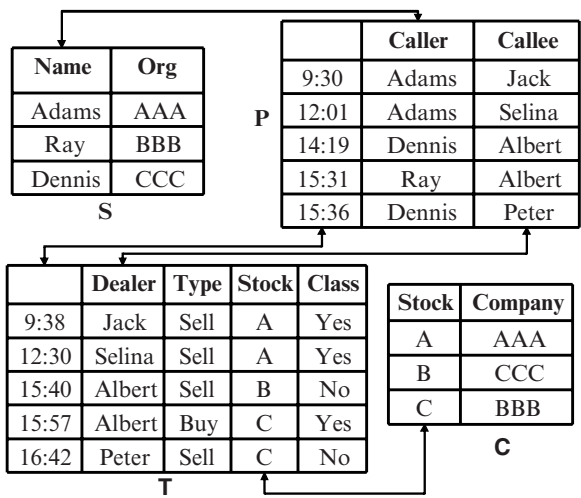 Name Org
Adams AAA
Ray BBB
Dennis CCC
S
Caller Callee
9:30 Adams Jack
12:01 Adams Selina
14:19 Dennis Albert
15:31 Ray Albert
15:36 Dennis Peter
P
Dealer Type Stock Class
9:38 Jack Sell A Yes
12:30 Selina Sell A Yes
15:40 Albert Sell B No
15:57 Albert Buy C Yes
16:42 Peter Sell C No
T
Stock Company
A AAA
B CCC
C BBB
C